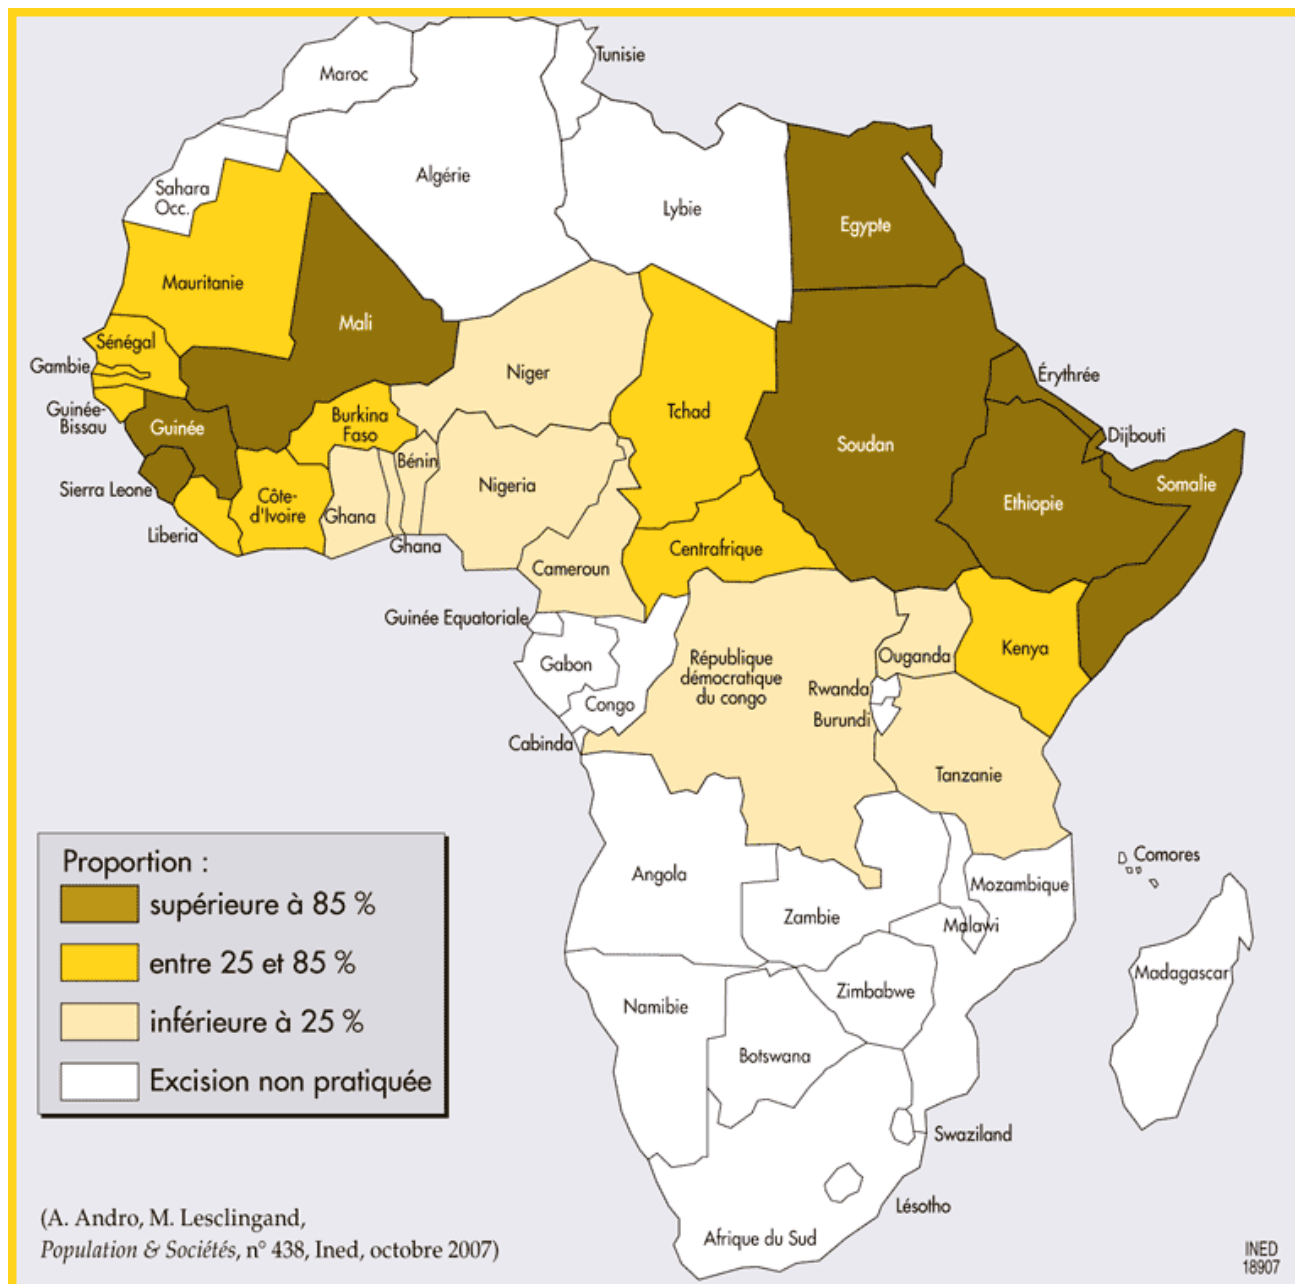 Tunisie
Maroc
Algérie
Sahara
Occ.
Lybie
Egypte
Mauritanie
Mali
Sénégal
Gambie
Niger
Érythrée
Guinée-
Bissau
Burkina
Faso
Tchad
Guinée
Dijbouti
Soudan
Bénin
Somalie
Sierra Leone
Nigeria
Côte-
d'Ivoire
Ethiopie
Ghana
Liberia
Ghana
Centrafrique
Cameroun
Guinée Equatoriale
Kenya
Ouganda
République
démocratique
du congo
Gabon
Rwanda
Congo
Burundi
Cabinda
Tanzanie
Proportion :
supérieure à 85 %
entre 25 et 85 %
inférieure à 25 %
Excision non pratiquée
Comores
Angola
Mozambique
Zambie
Malawi
Madagascar
Zimbabwe
Namibie
Botswana
Swaziland
Lésotho
Afrique du Sud
(A. Andro, M. Lesclingand,
Population & Sociétés, n° 438, Ined, octobre 2007)
INED
18907